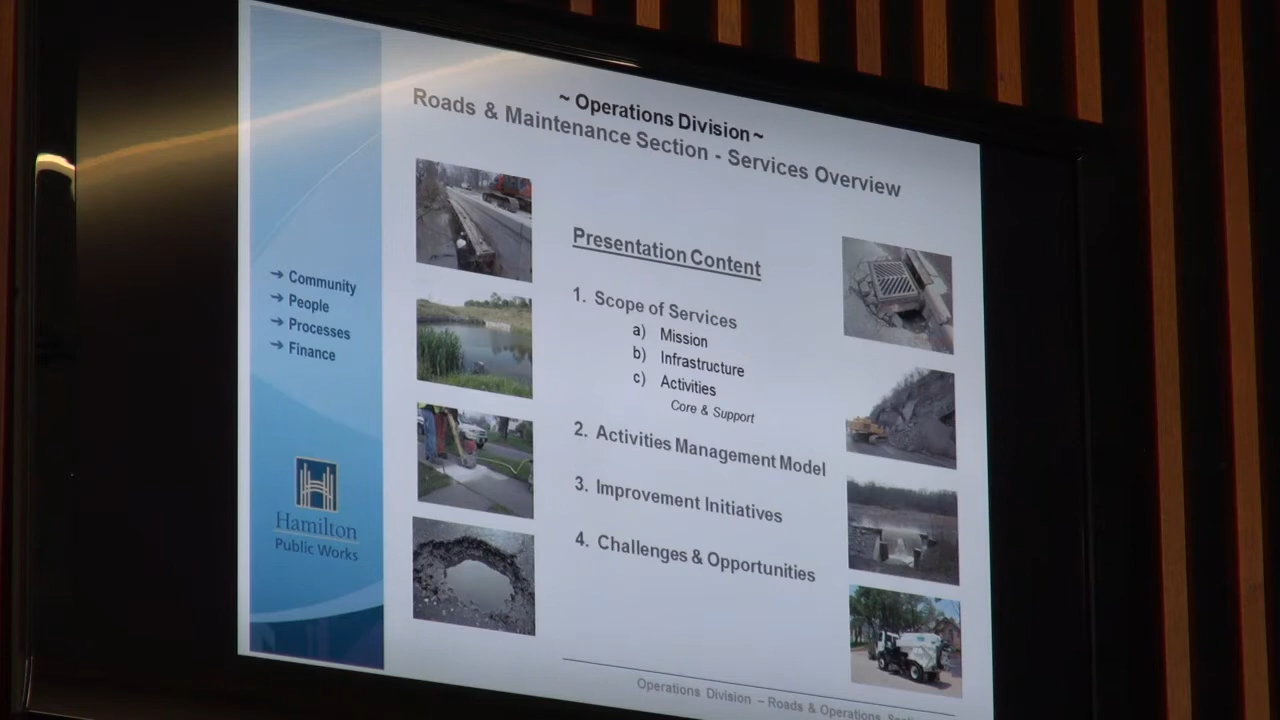 ~ Operations Division ~
Roads & Maintenance Section - Services Overview
→ Community
→ People
→ Processes
→ Finance
Hamilton
Public Works
Presentation Content
1. Scope of Services
a) Mission
b) Infrastructure
c) Activities
Core & Support
2. Activities Management Model
3. Improvement Initiatives
4. Challenges & Opportunities
Operations Division ~ Roads & Operations